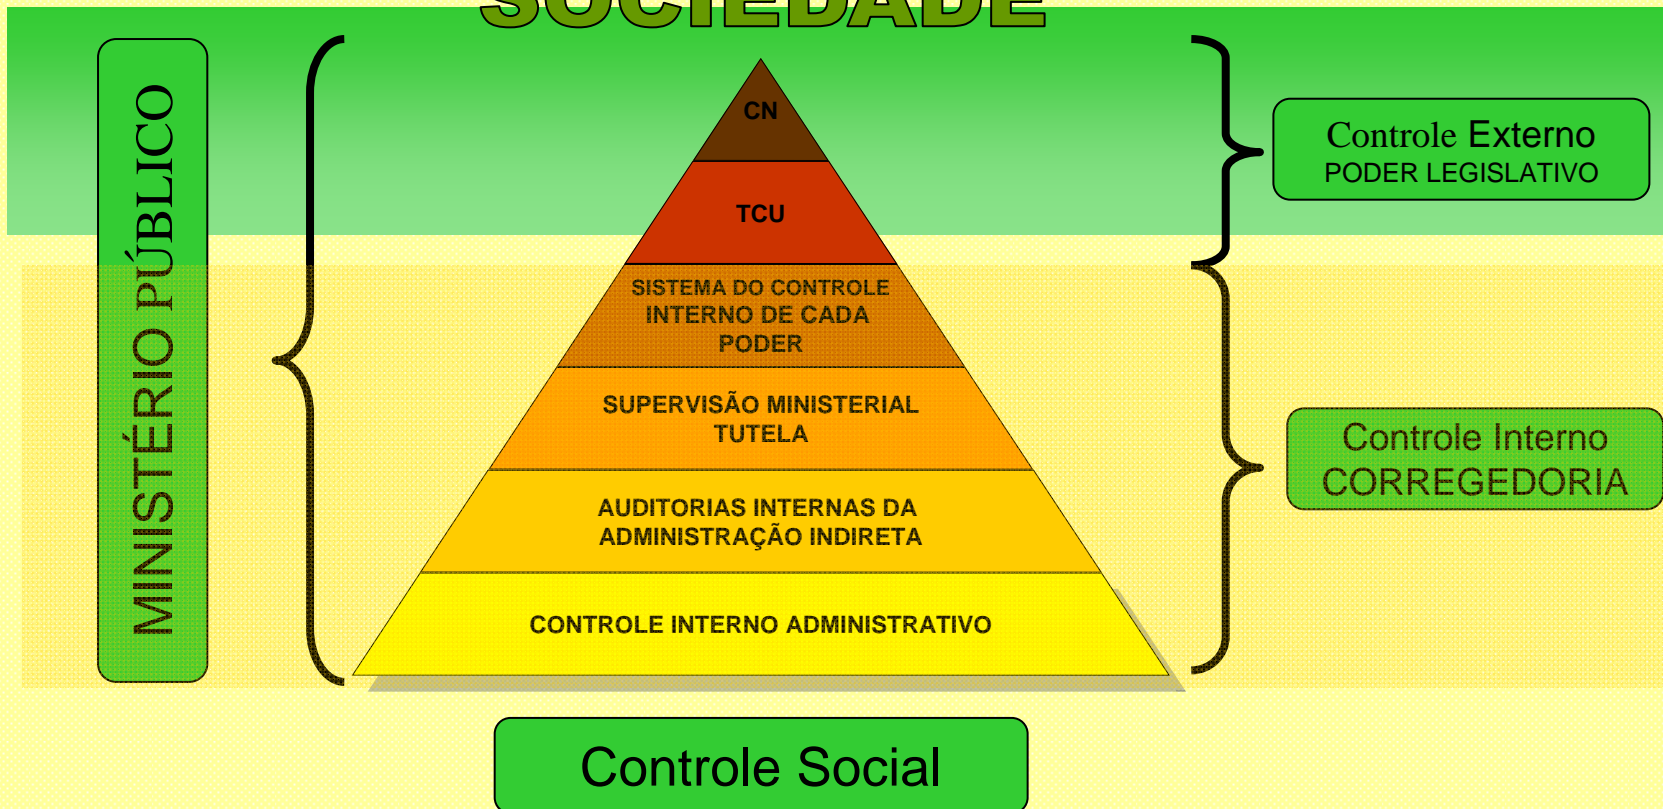 SOCIEDADE
MINISTÉRIO PÚBLICO
CN
TCU
SISTEMA DO CONTROLE
INTERNO DE CADA
PODER
SUPERVISÃO MINISTERIAL
TUTELA
AUDITORIAS INTERNAS DA
ADMINISTRAÇÃO INDIRETA
CONTROLE INTERNO ADMINISTRATIVO
Controle Externo
PODER LEGISLATIVO
Controle Interno
CORREGEDORIA
Controle Social